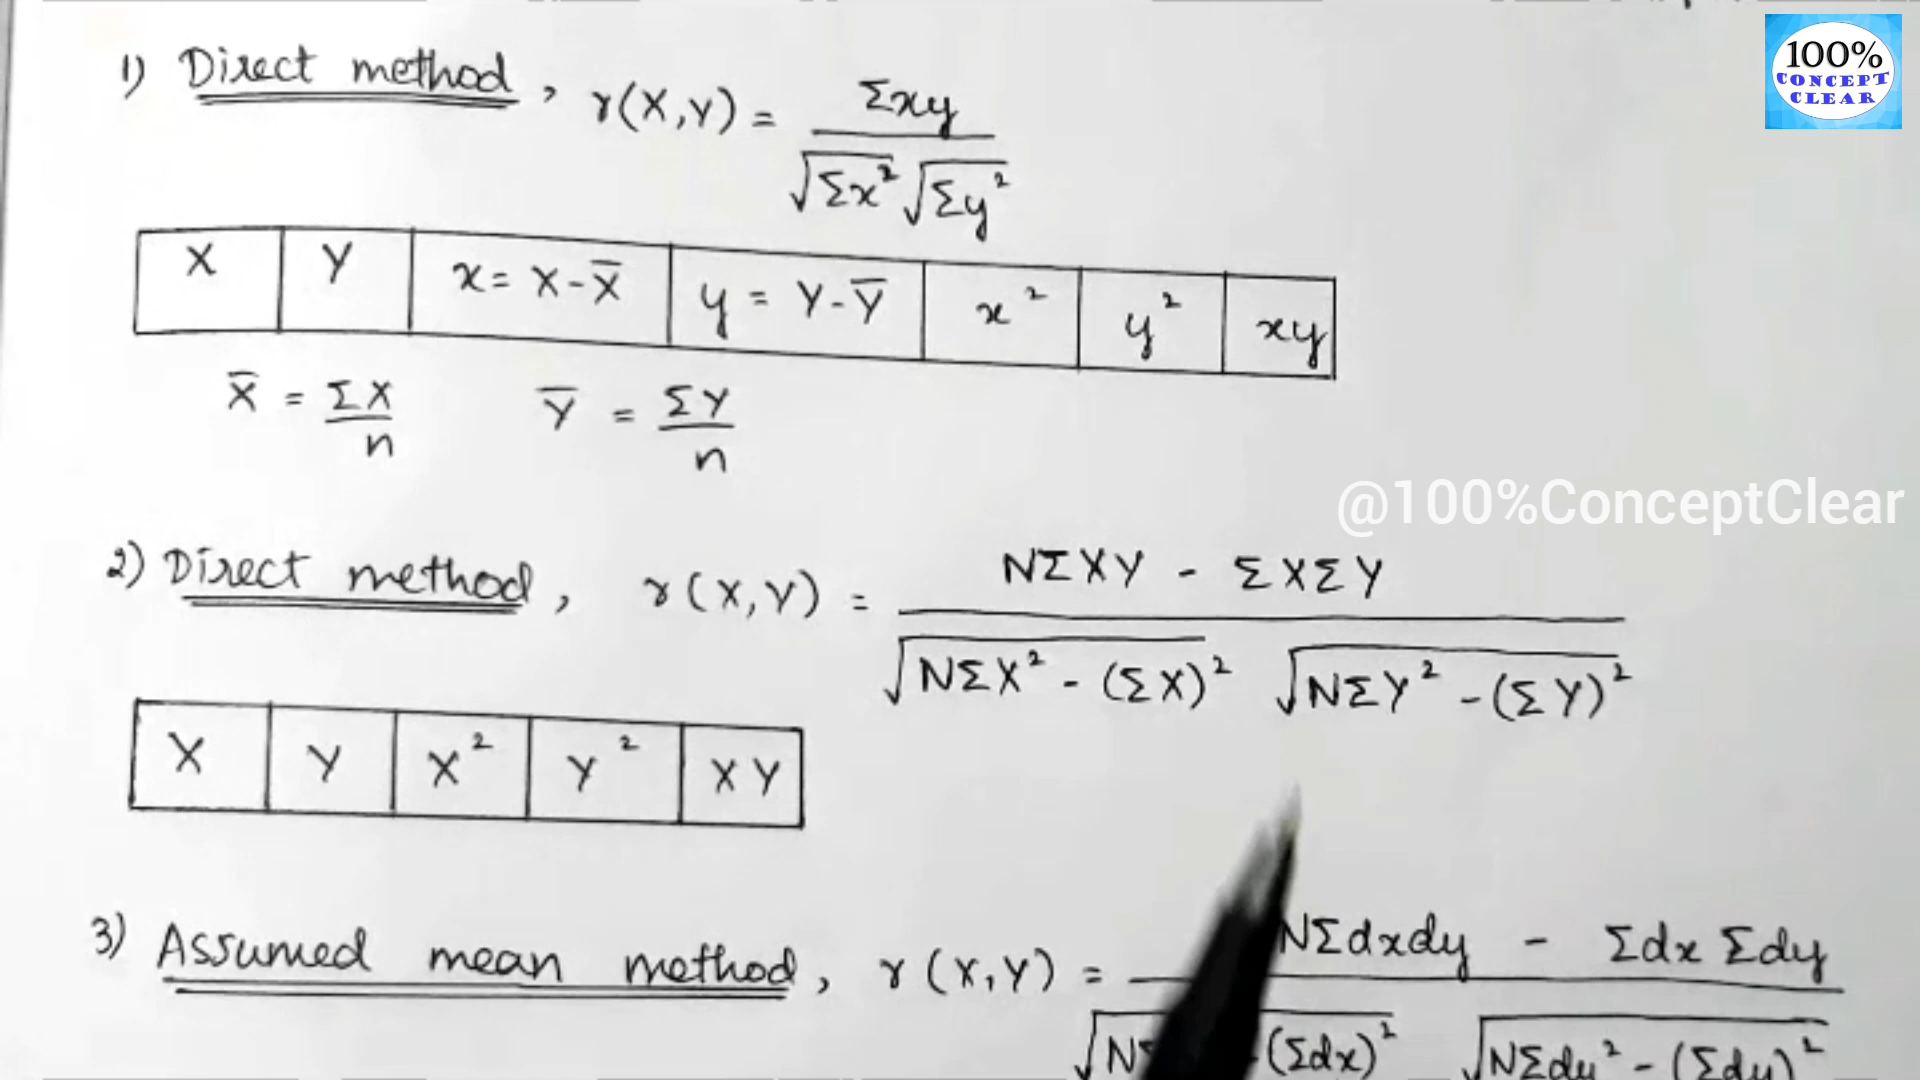 100%
CONCEPT
CLEAR
1) Direct method, r(X,Y) = Σxy / √Σx² √Σy²
X Y x = X - X̅ y = Y - Y̅ x² y² xy
X̅ = ΣX / n Y̅ = ΣY / n
@100%ConceptClear
2) Direct method, r(X,Y) = NΣXY - ΣXΣY / √NΣX² - (ΣX)² √NΣY² - (ΣY)²
X Y X² Y² XY
3) Assumed mean method, r(X,Y) = NΣdxdy - Σdx Σdy / √N (Σdx)² √NΣdy² - (Σdy)²